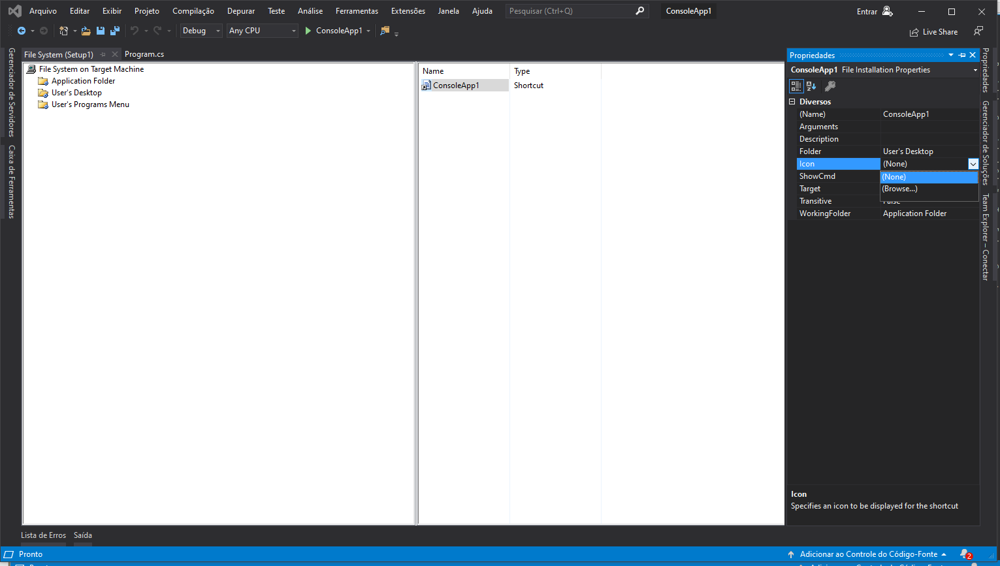 Arquivo Editar Exibir Projeto Compilação Depurar Teste Análise Ferramentas Extensões Janela Ajuda Pesquisar (Ctrl+Q) ConsoleApp1 Entrar
Debug Any CPU ConsoleApp1 Live Share
Gerenciador de Servidores
Caixa de Ferramentas
File System (Setup1) Program.cs
File System on Target Machine
Application Folder
User's Desktop
User's Programs Menu
Name Type
ConsoleApp1 Shortcut
Propriedades
ConsoleApp1 File Installation Properties
Diversos
(Name) ConsoleApp1
Arguments
Description
Folder User's Desktop
Icon (None)
(None)
(Browse...)
ShowCmd
Target
Transitive False
WorkingFolder Application Folder
Icon
Specifies an icon to be displayed for the shortcut
Propriedades
Gerenciador de Soluções
Team Explorer – Conectar
Lista de Erros Saída
Pronto Adicionar ao Controle do Código-Fonte 2